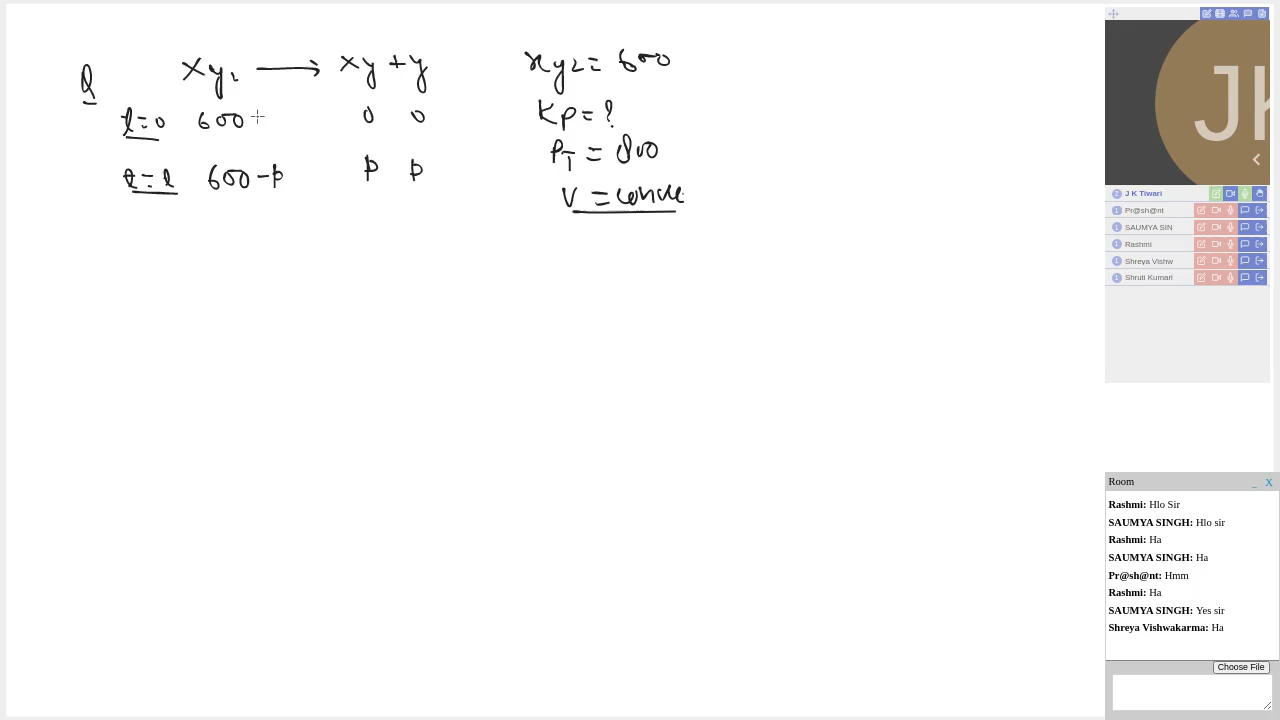 Q xy₂ ⟶ xy + y
t=0 600 0 0
t=t 600-p p p
xy₂ = 600
Kp = ?
P_T = 800
V =
JK
J K Tiwari
Pr@sh@nt
SAUMYA SIN
Rashmi
Shreya Vishw
Shruti Kumari
Room _ X
Rashmi: Hlo Sir
SAUMYA SINGH: Hlo sir
Rashmi: Ha
SAUMYA SINGH: Ha
Pr@sh@nt: Hmm
Rashmi: Ha
SAUMYA SINGH: Yes sir
Shreya Vishwakarma: Ha
Choose File